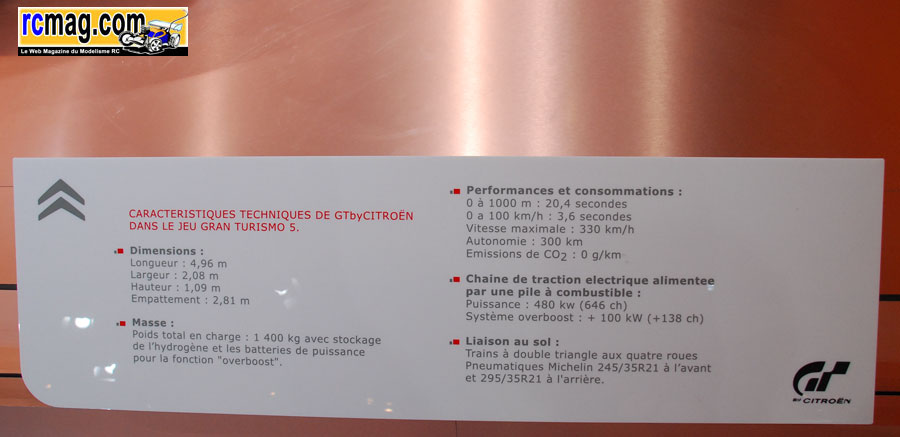 rcmag.com
Le Web Magazine du Modelisme RC
CARACTERISTIQUES TECHNIQUES DE GTbyCITROËN
DANS LE JEU GRAN TURISMO 5.
Dimensions :
Longueur : 4,96 m
Largeur : 2,08 m
Hauteur : 1,09 m
Empattement : 2,81 m
Masse :
Poids total en charge : 1 400 kg avec stockage
de l'hydrogène et les batteries de puissance
pour la fonction "overboost".
Performances et consommations :
0 à 1000 m : 20,4 secondes
0 a 100 km/h : 3,6 secondes
Vitesse maximale : 330 km/h
Autonomie : 300 km
Emissions de CO2 : 0 g/km
Chaine de traction electrique alimentee
par une pile à combustible :
Puissance : 480 kw (646 ch)
Système overboost : + 100 kW (+138 ch)
Liaison au sol :
Trains à double triangle aux quatre roues
Pneumatiques Michelin 245/35R21 à l'avant
et 295/35R21 à l'arrière.
GT
BY CITROËN